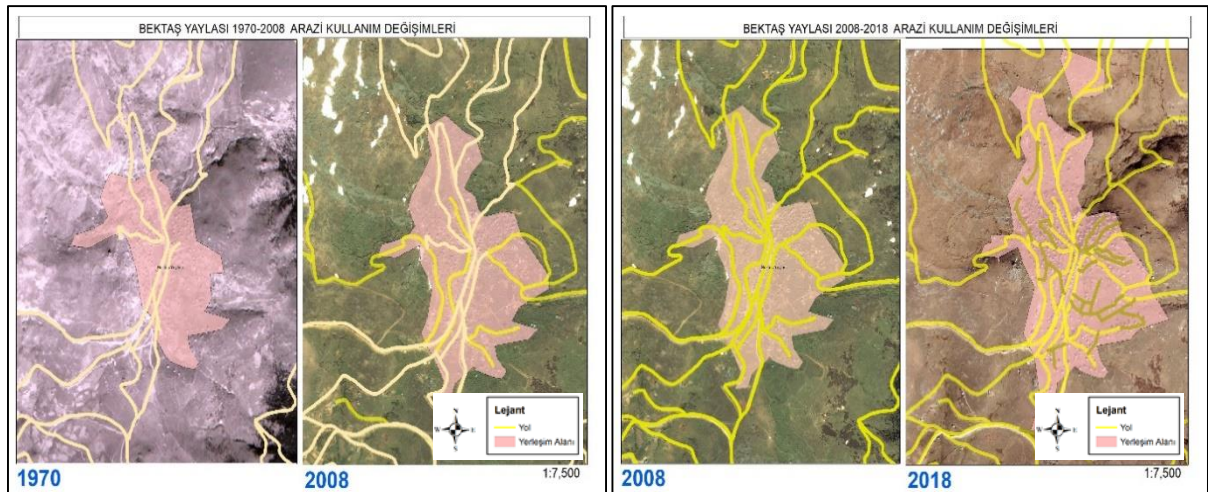 BEKTAŞ YAYLASI 1970-2008 ARAZİ KULLANIM DEĞİŞİMLERİ
N
W E
S
Lejant
Yol
Yerleşim Alanı
1970
2008
1:7,500
BEKTAŞ YAYLASI 2008-2018 ARAZİ KULLANIM DEĞİŞİMLERİ
N
W E
S
Lejant
Yol
Yerleşim Alanı
2008
2018
1:7,500